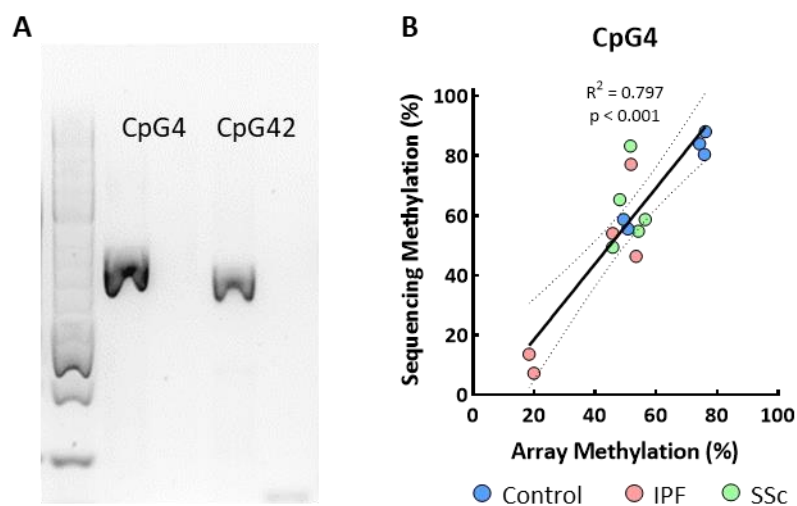 A
CpG4 CpG42
B
CpG4
R² = 0.797
p < 0.001
Sequencing Methylation (%)
100
80
60
40
20
0
0 20 40 60 80 100
Array Methylation (%)
Control IPF SSc